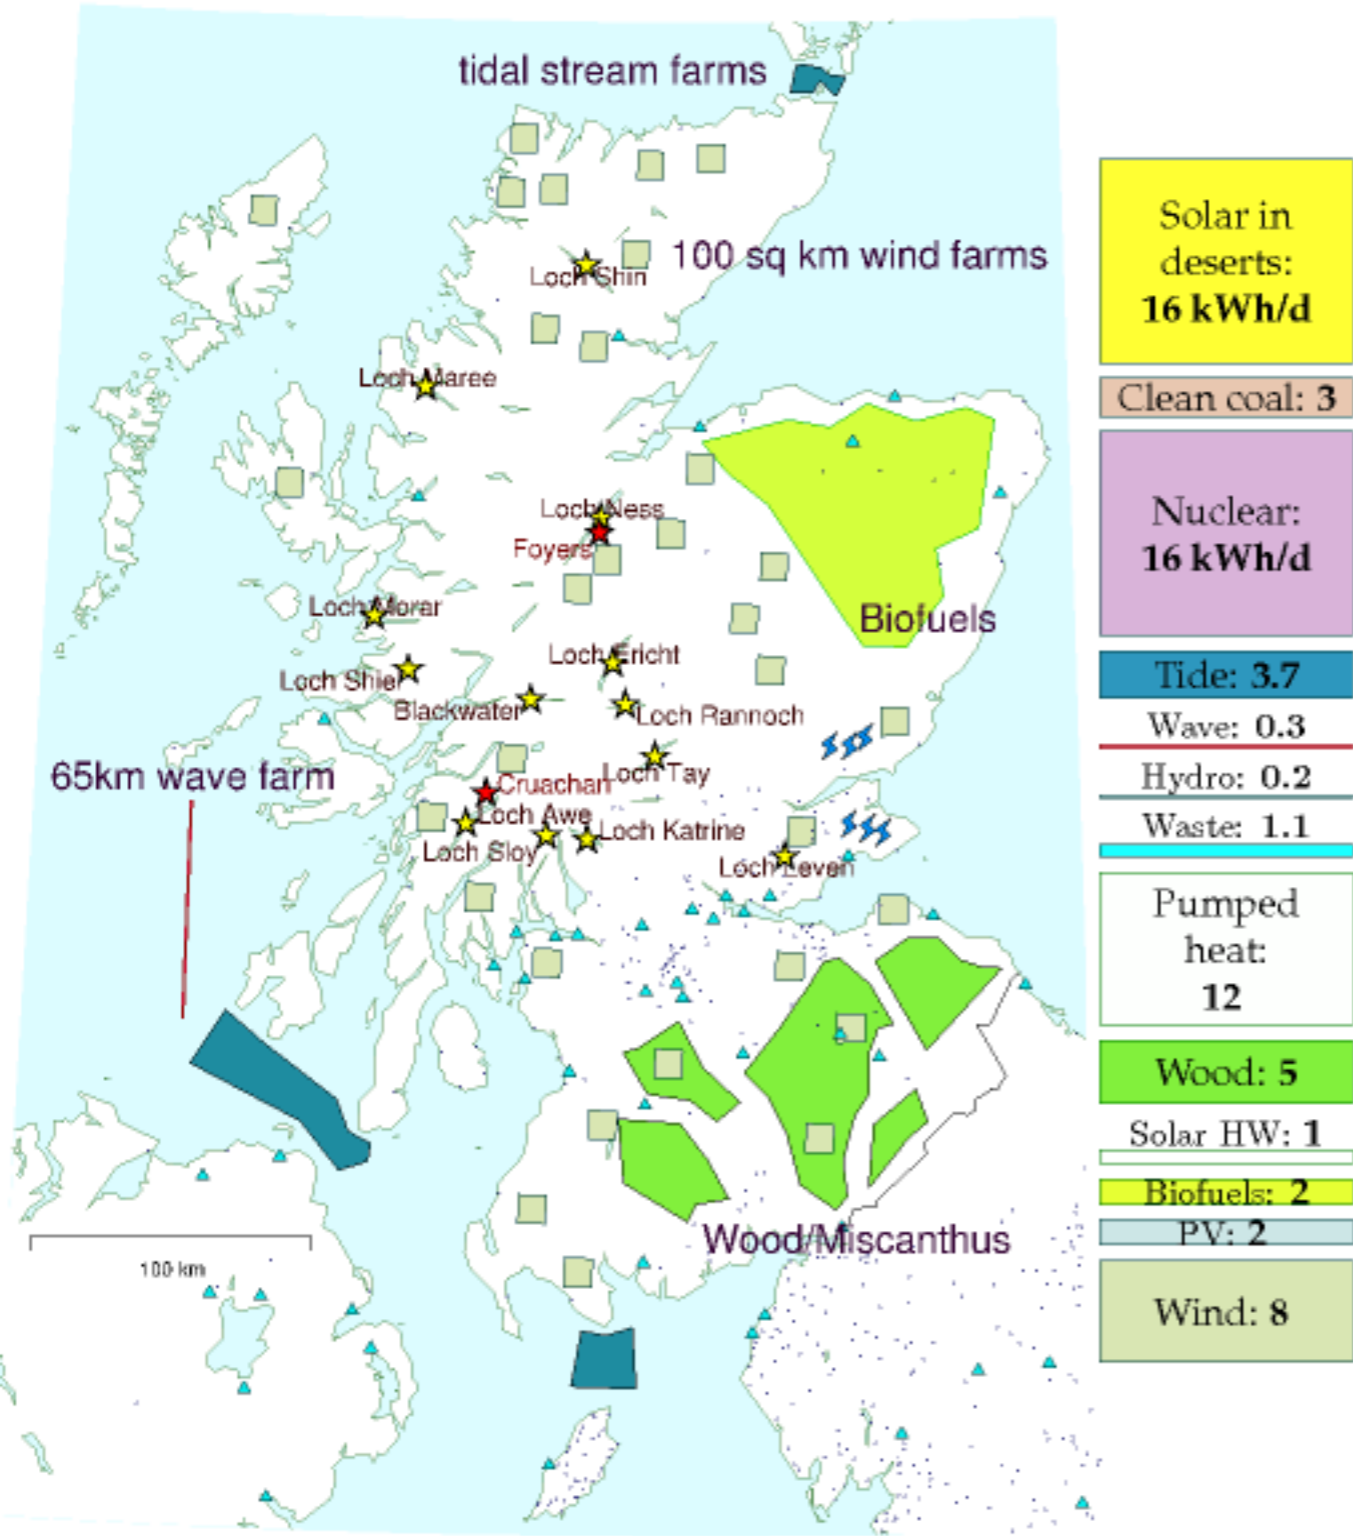 tidal stream farms
100 sq km wind farms
Loch Shin
Loch Maree
Loch Ness
Foyers
Loch Morar
Biofuels
Loch Ericht
Loch Shiel
Blackwater
Loch Rannoch
65km wave farm
Loch Tay
Cruachan
Loch Awe
Loch Katrine
Loch Sloy
Loch Leven
Wood/Miscanthus
100 km
Solar in
deserts:
16 kWh/d
Clean coal: 3
Nuclear:
16 kWh/d
Tide: 3.7
Wave: 0.3
Hydro: 0.2
Waste: 1.1
Pumped
heat:
12
Wood: 5
Solar HW: 1
Biofuels: 2
PV: 2
Wind: 8